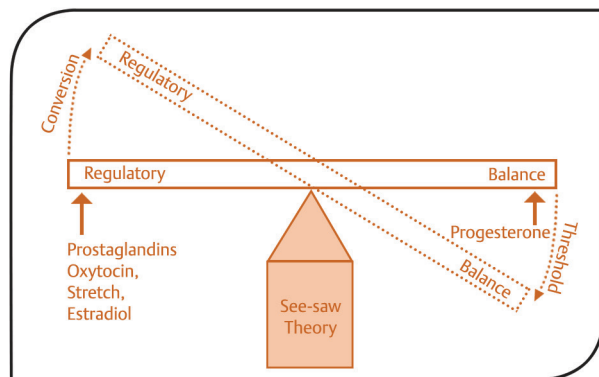 Conversion
Regulatory
Regulatory
Balance
Prostaglandins
Oxytocin,
Stretch,
Estradiol
Progesterone
Threshold
Balance
See-saw
Theory